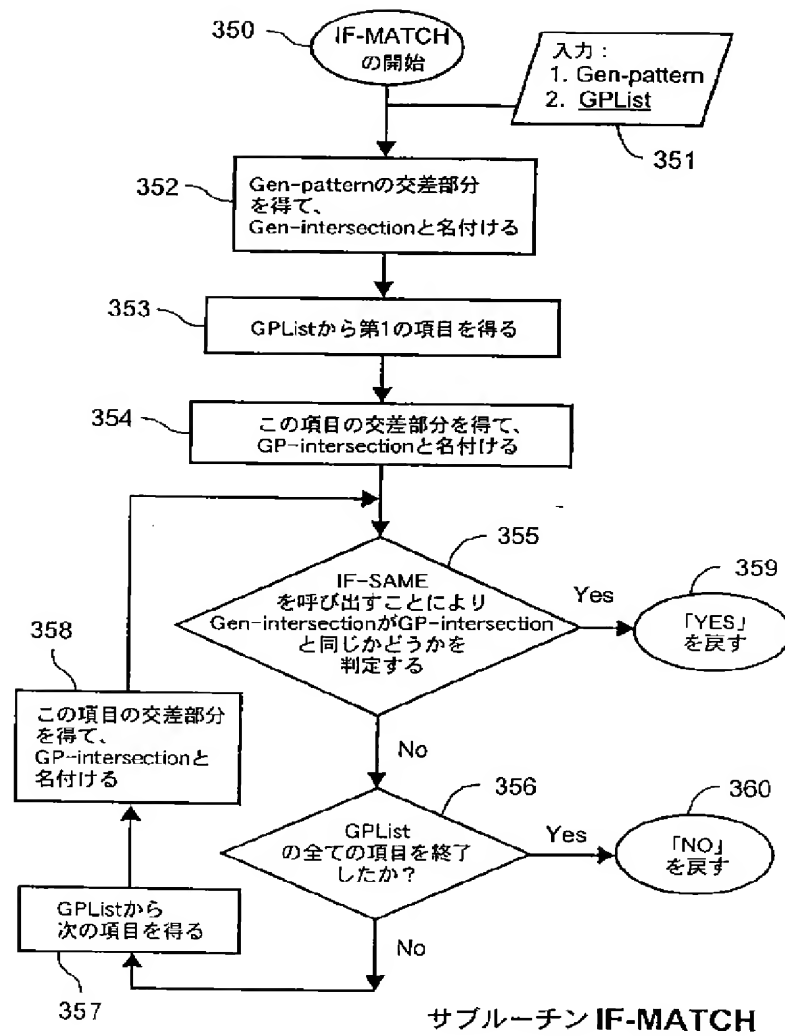 350
IF-MATCH
の開始
入力：
1. Gen-pattern
2. GPList
351
352
Gen-patternの交差部分
を得て、
Gen-intersectionと名付ける
353
GPListから第1の項目を得る
354
この項目の交差部分を得て、
GP-intersectionと名付ける
355
IF-SAME
を呼び出すことにより
Gen-intersectionがGP-intersection
と同じかどうかを
判定する
Yes
359
「YES」
を戻す
358
この項目の交差部分
を得て、
GP-intersectionと
名付ける
No
356
GPList
の全ての項目を終了
したか？
Yes
360
「NO」
を戻す
GPListから
次の項目を得る
357
No
サブルーチン IF-MATCH